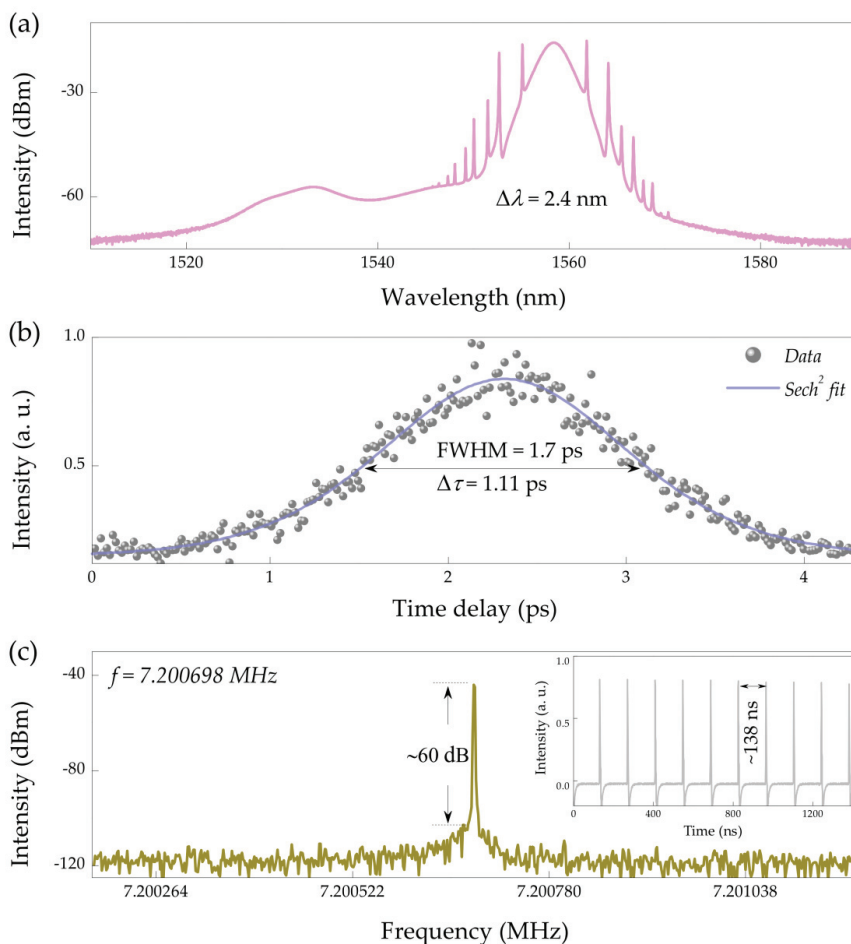 (a)
Intensity (dBm)
-30
-60
Δλ = 2.4 nm
1520
1540
1560
1580
Wavelength (nm)
(b)
Intensity (a. u.)
1.0
0.5
Data
Sech² fit
FWHM = 1.7 ps
Δτ = 1.11 ps
0
1
2
3
4
Time delay (ps)
(c)
Intensity (dBm)
-40
-80
-120
f = 7.200698 MHz
~60 dB
Intensity (a. u.)
1.0
0.5
0.0
~138 ns
0
400
800
1200
Time (ns)
7.200264
7.200522
7.200780
7.201038
Frequency (MHz)